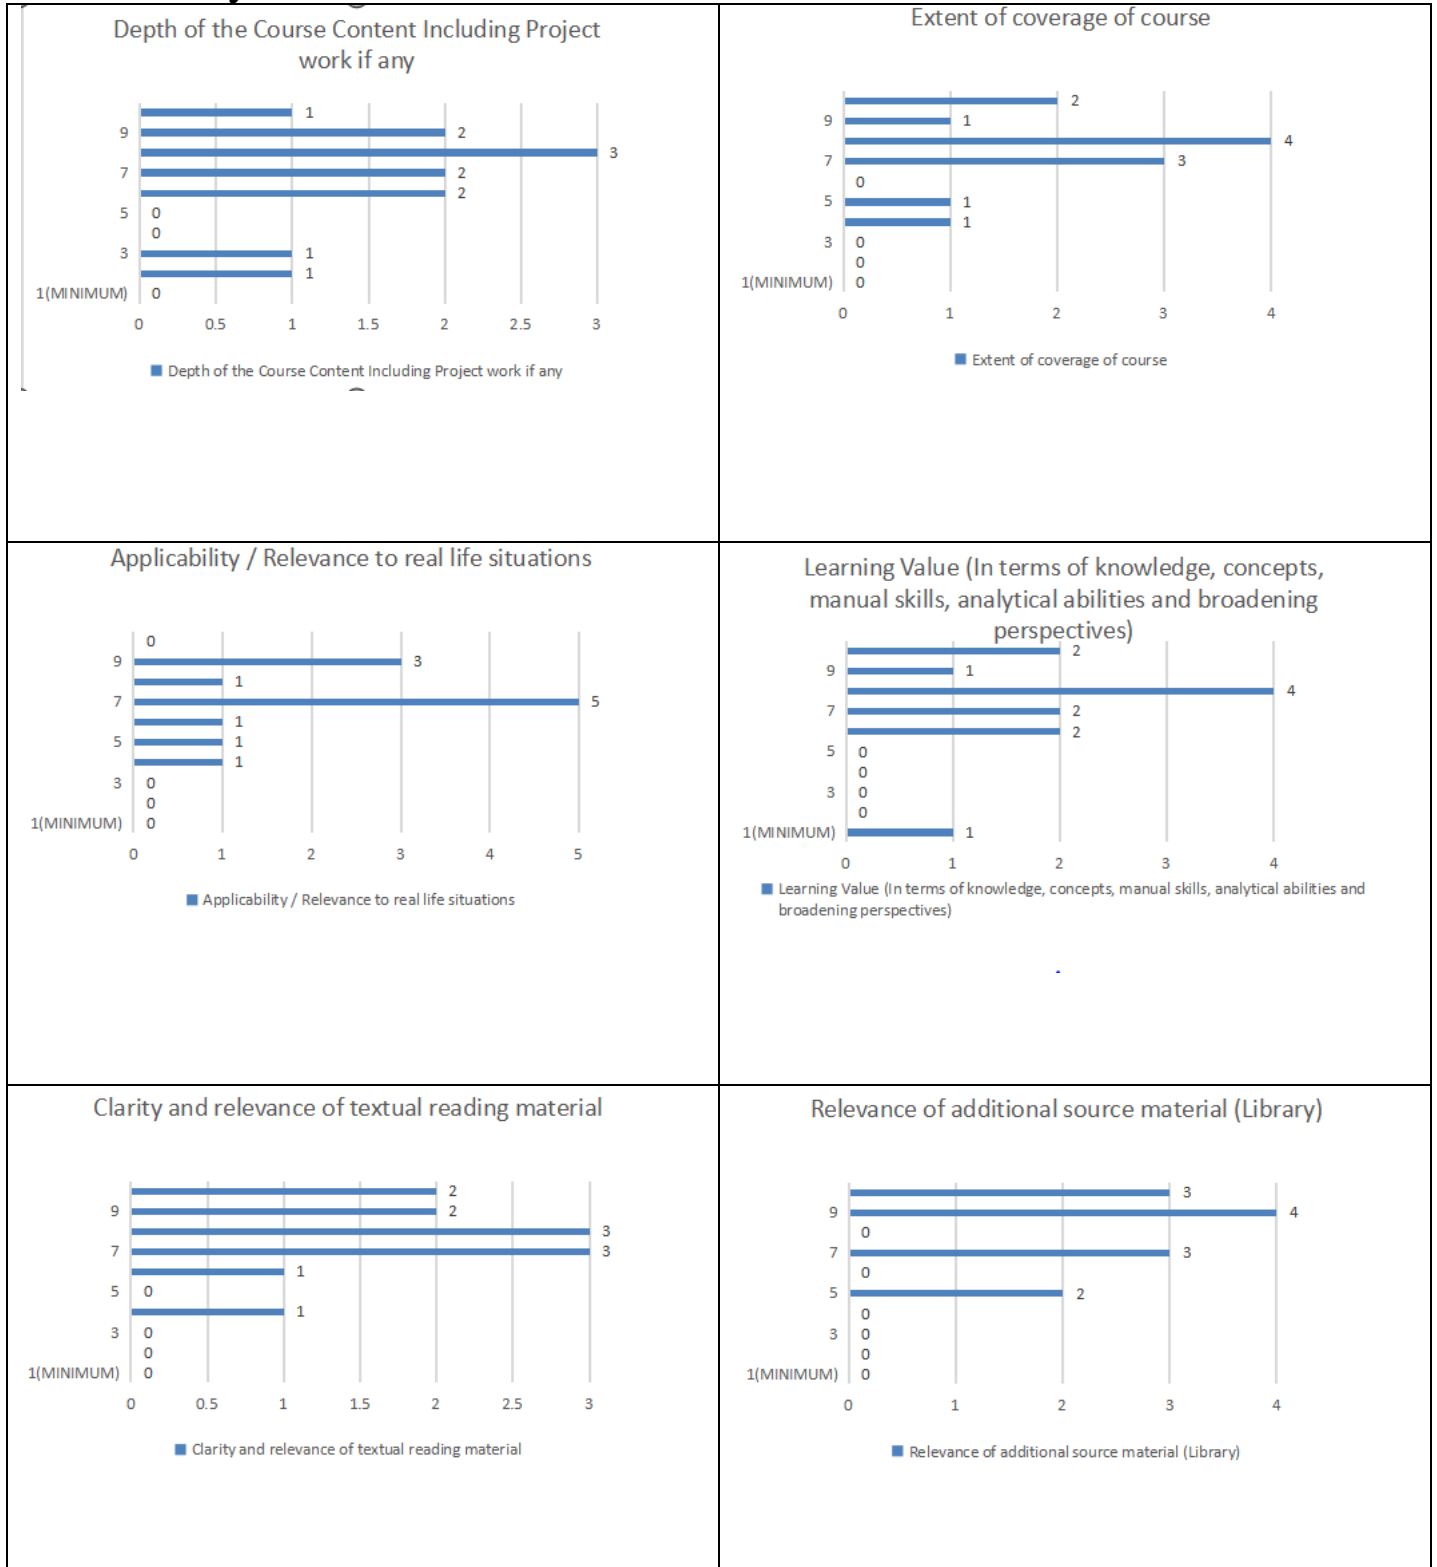 Depth of the Course Content Including Project
work if any
1
9 2
3
7 2
2
5 0
0
3 1
1
1(MINIMUM) 0
0 0.5 1 1.5 2 2.5 3
Depth of the Course Content Including Project work if any
Extent of coverage of course
2
9 1
4
7 3
0
5 1
1
3 0
0
1(MINIMUM) 0
0 1 2 3 4
Extent of coverage of course
Applicability / Relevance to real life situations
0
9 3
1
7 5
1
5 1
1
3 0
0
1(MINIMUM) 0
0 1 2 3 4 5
Applicability / Relevance to real life situations
Learning Value (In terms of knowledge, concepts,
manual skills, analytical abilities and broadening
perspectives)
2
9 1
4
7 2
2
5 0
0
3 0
0
1(MINIMUM) 1
0 1 2 3 4
Learning Value (In terms of knowledge, concepts, manual skills, analytical abilities and
broadening perspectives)
Clarity and relevance of textual reading material
2
9 2
3
7 3
1
5 0
1
3 0
0
1(MINIMUM) 0
0 0.5 1 1.5 2 2.5 3
Clarity and relevance of textual reading material
Relevance of additional source material (Library)
3
9 4
0
7 3
0
5 2
0
3 0
0
1(MINIMUM) 0
0 1 2 3 4
Relevance of additional source material (Library)